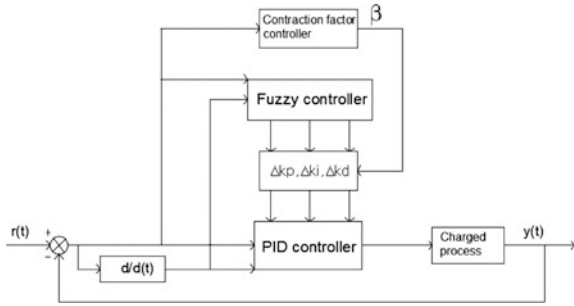 Contraction factor
controller
β
Fuzzy controller
Δkp,Δki,Δkd
r(t)
+
−
d/d(t)
PID controller
Charged
process
y(t)